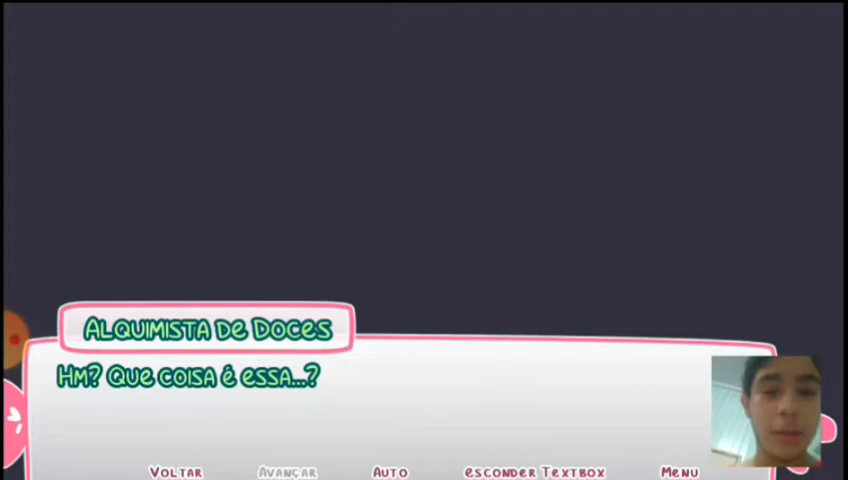 Alquimista de Doces
Hm? Que coisa é essa...?
Voltar Avançar Auto esconder Textbox Menu